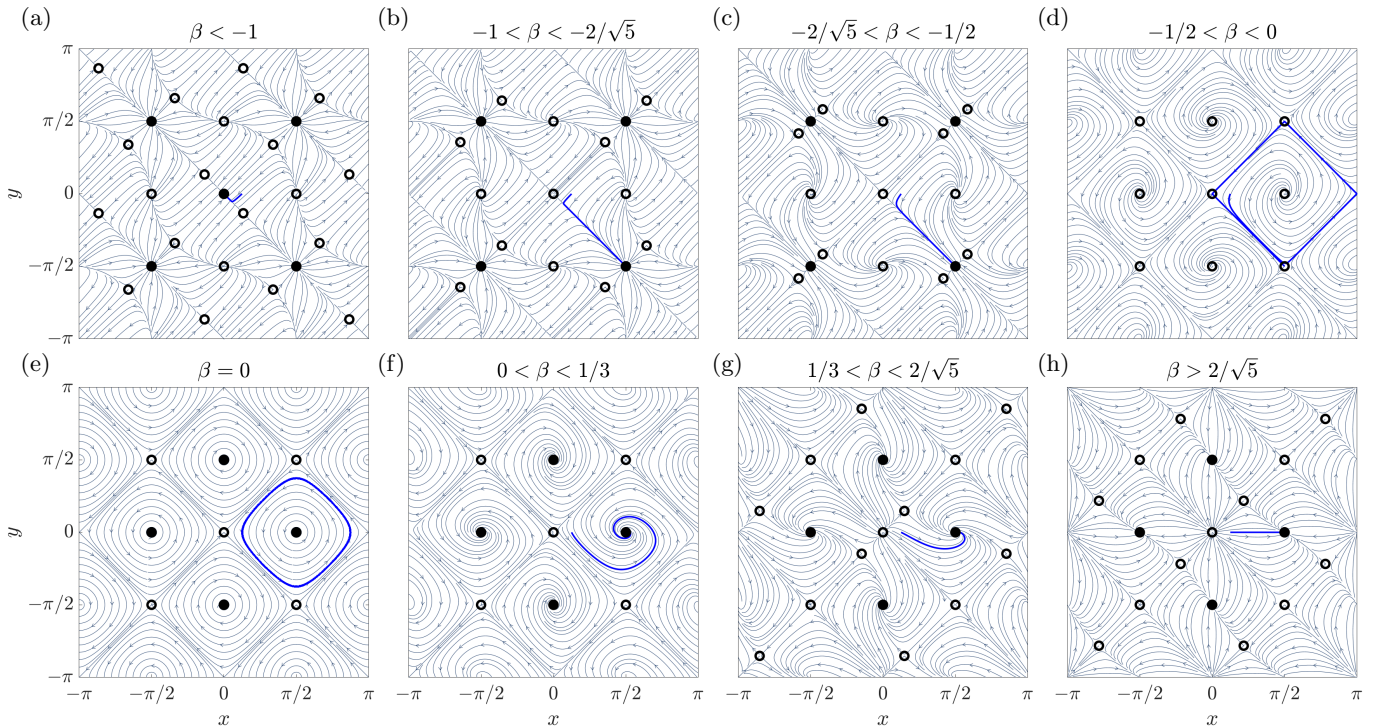 (a) (b) (c) (d)
β < −1 −1 < β < −2/√5 −2/√5 < β < −1/2 −1/2 < β < 0
π
π/2
y 0
−π/2
−π
(e) (f) (g) (h)
β = 0 0 < β < 1/3 1/3 < β < 2/√5 β > 2/√5
π
π/2
y 0
−π/2
−π
−π −π/2 0 π/2 π −π −π/2 0 π/2 π −π −π/2 0 π/2 π −π −π/2 0 π/2 π
x x x x